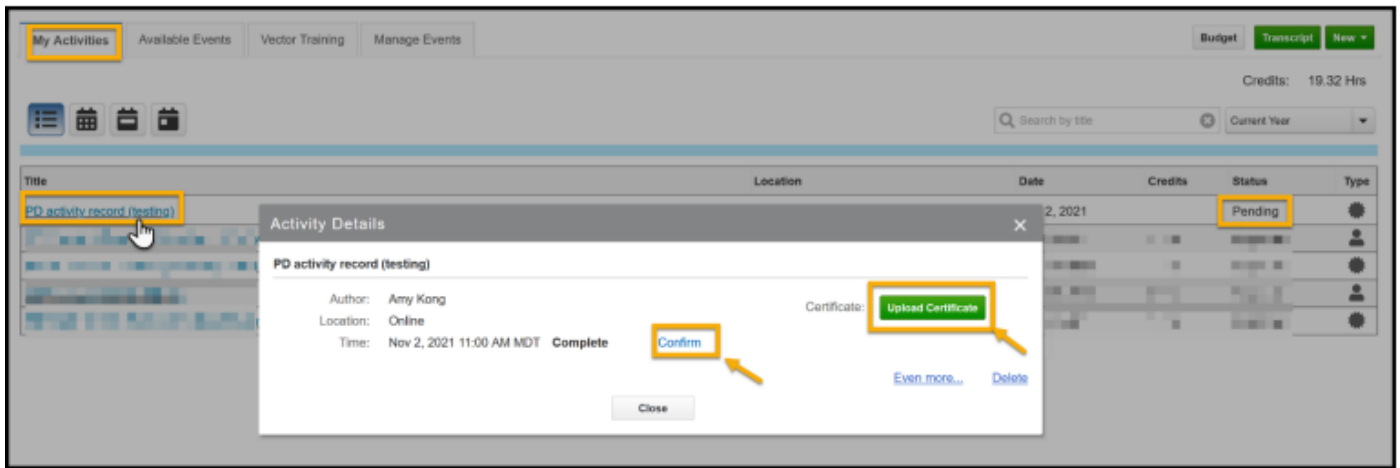 My Activities Available Events Vector Training Manage Events Budget Transcript New
Credits: 19.32 Hrs
Search by title Current Year
Title Location Date Credits Status Type
PD activity record (testing) 2, 2021 Pending
Activity Details
PD activity record (testing)
Author: Amy Kong
Certificate: Upload Certificate
Location: Online
Time: Nov 2, 2021 11:00 AM MDT Complete Confirm
Even more... Delete
Close